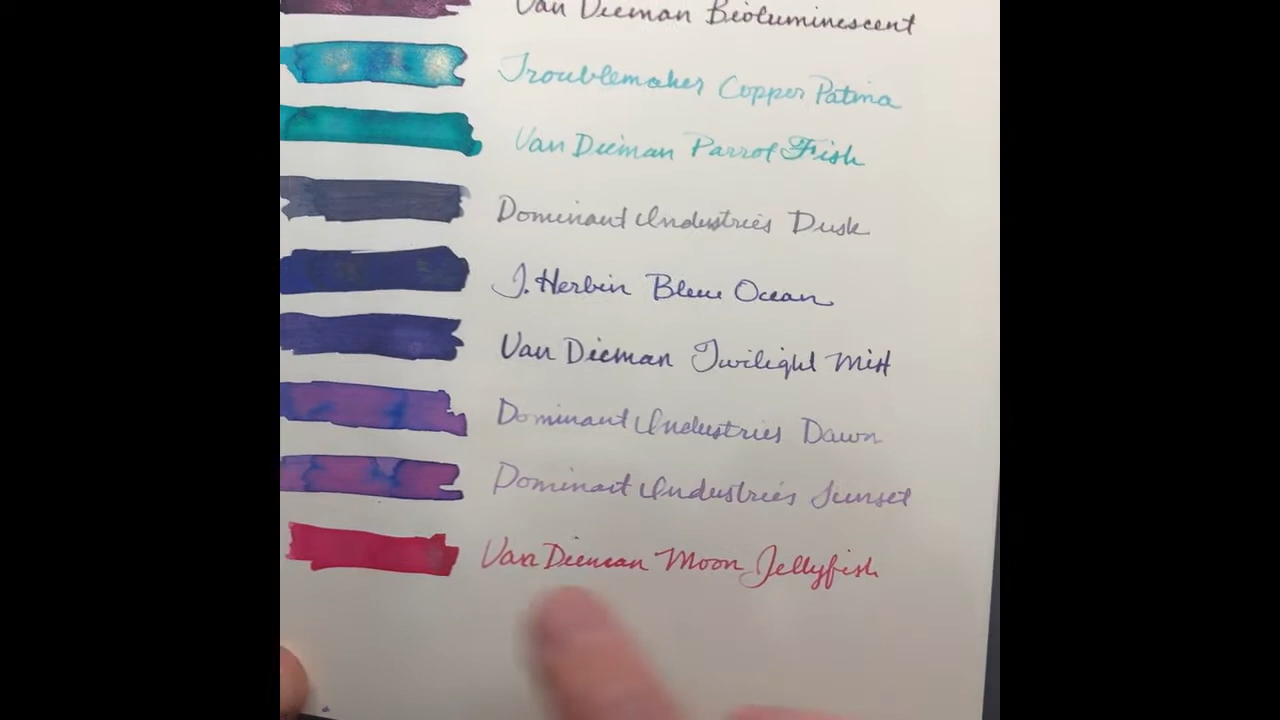 Van Dieman Bioluminescent
Troublemaker Copper Patina
Van Dieman Parrot Fish
Dominant Industries Dusk
J. Herbin Bleue Ocean
Van Dieman Twilight Mist
Dominant Industries Dawn
Dominant Industries Sunset
Van Dieman Moon Jellyfish